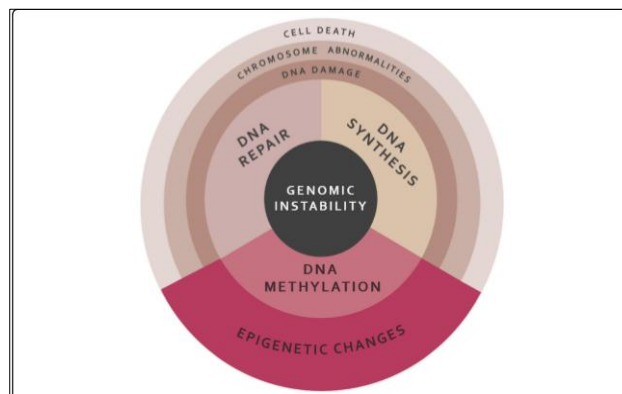 CELL DEATH
CHROMOSOME ABNORMALITIES
DNA DAMAGE
DNA
REPAIR
DNA
SYNTHESIS
GENOMIC
INSTABILITY
DNA
METHYLATION
EPIGENETIC CHANGES